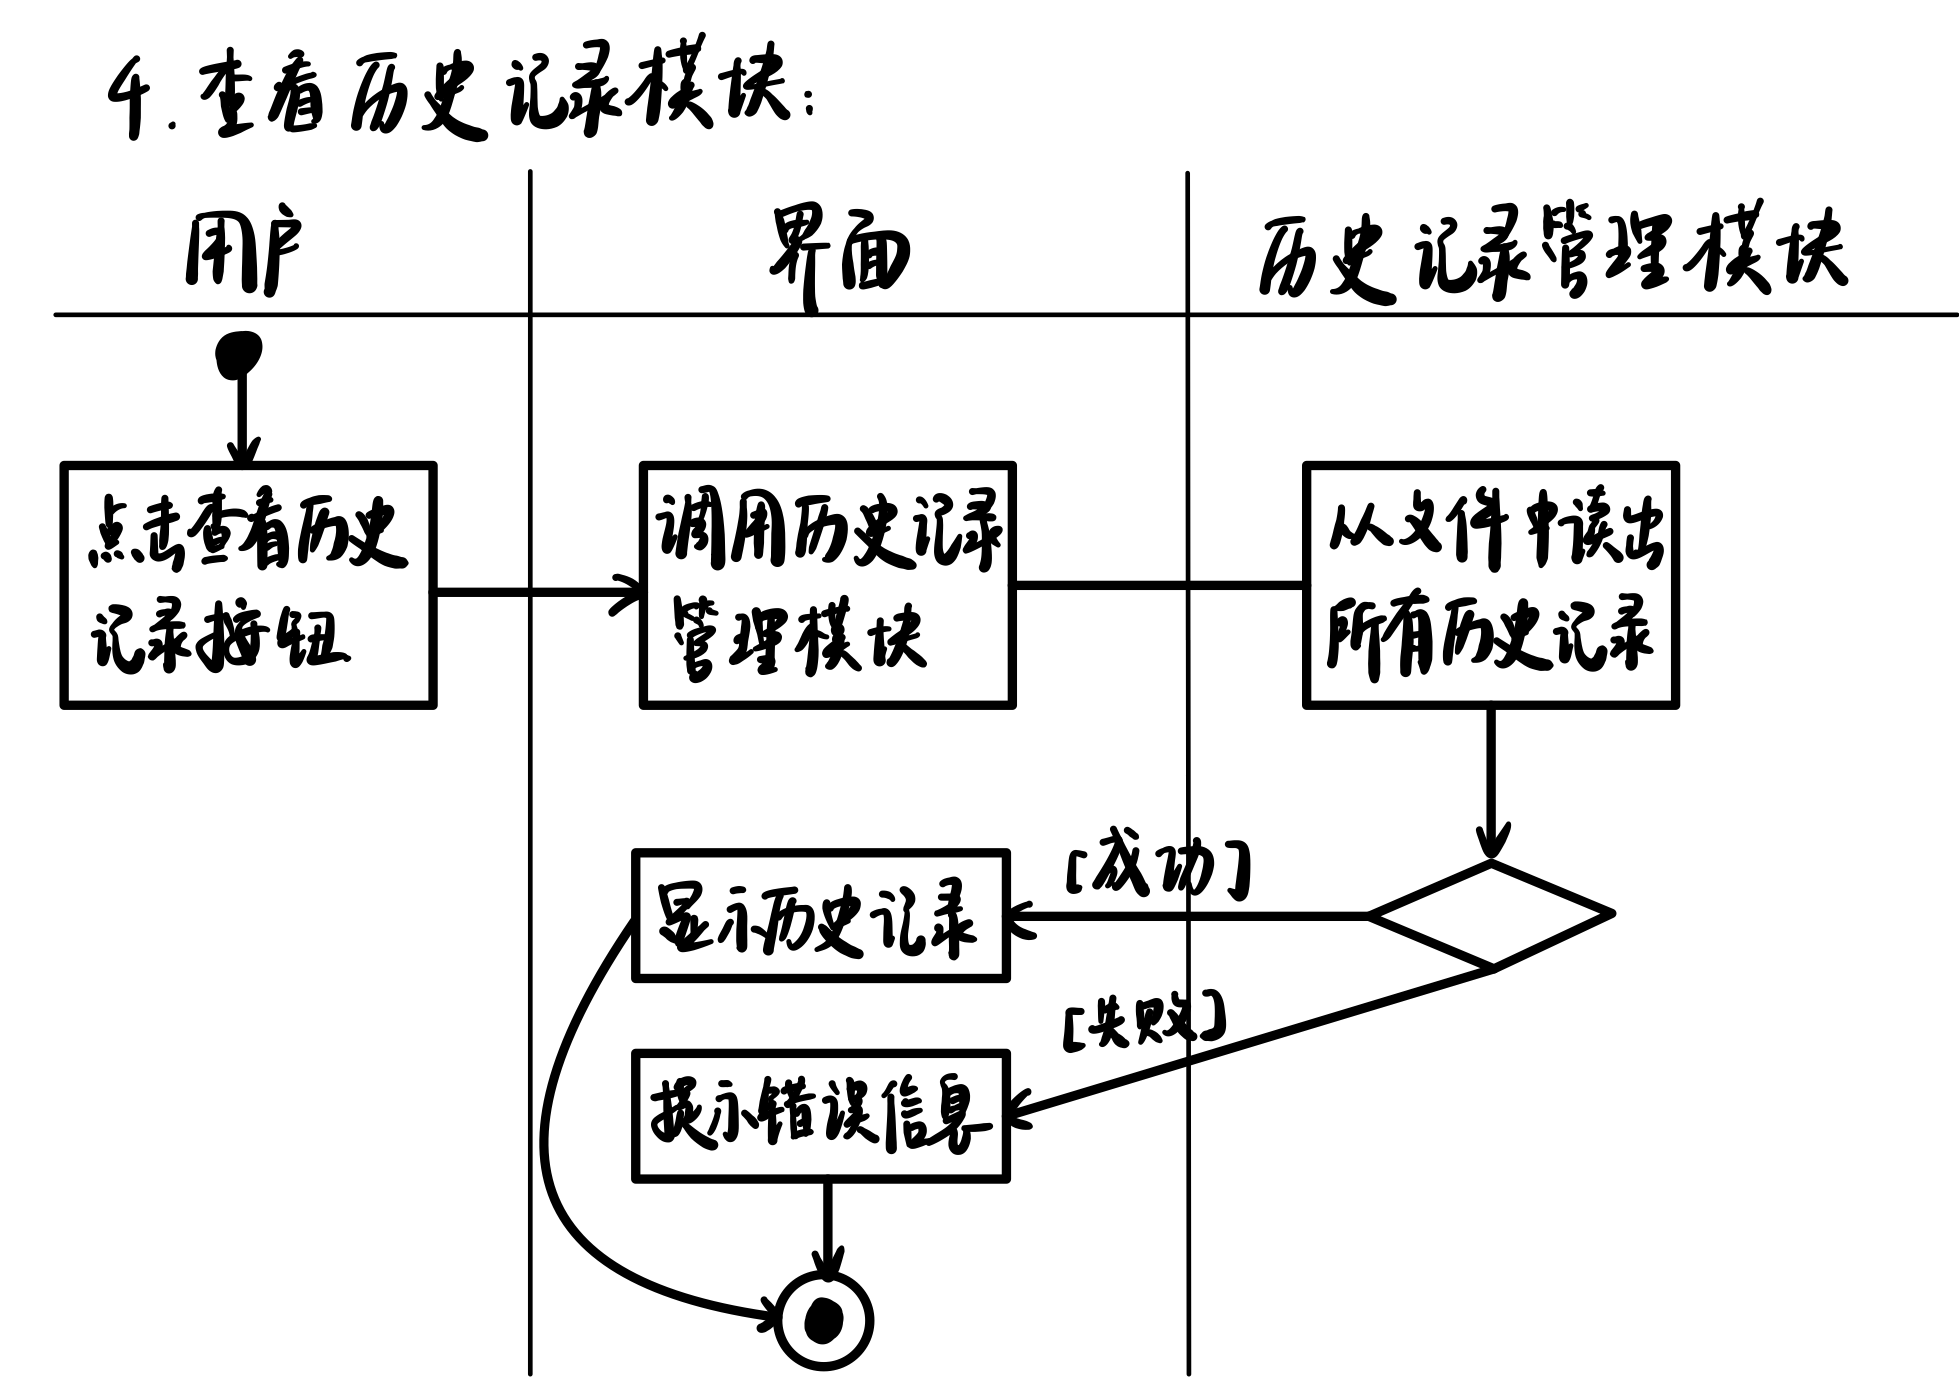 4.查看历史记录模块:
用户
界面
历史记录管理模块
点击查看历史
记录按钮
调用历史记录
管理模块
从文件中读出
所有历史记录
[成功]
显示历史记录
[失败]
提示错误信息